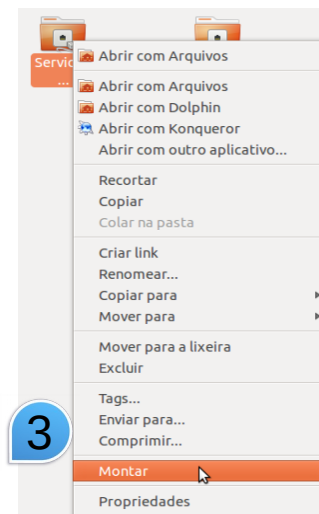 Servic
...
Abrir com Arquivos
Abrir com Arquivos
Abrir com Dolphin
Abrir com Konqueror
Abrir com outro aplicativo...
Recortar
Copiar
Colar na pasta
Criar link
Renomear...
Copiar para
Mover para
Mover para a lixeira
Excluir
Tags...
Enviar para...
Comprimir...
3
Montar
Propriedades